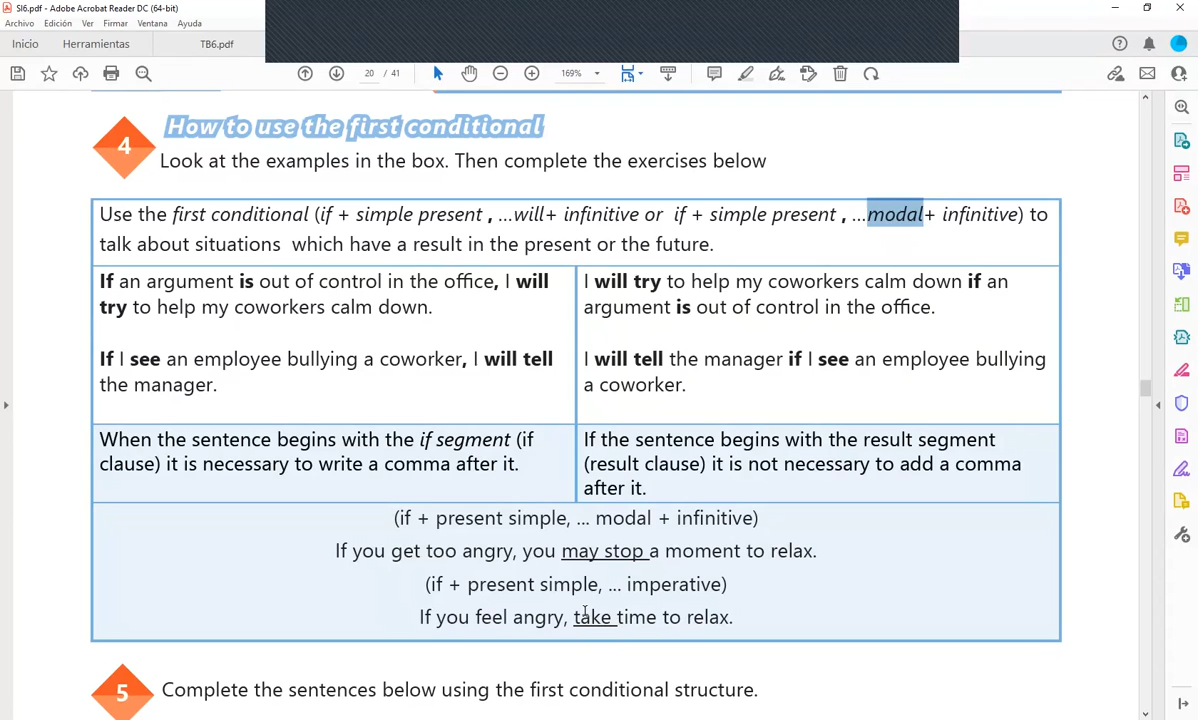 SI6.pdf - Adobe Acrobat Reader DC (64-bit)
Archivo Edición Ver Firmar Ventana Ayuda
Inicio Herramientas TB6.pdf
20 / 41 169%
4 How to use the first conditional
Look at the examples in the box. Then complete the exercises below
Use the first conditional (if + simple present , ...will+ infinitive or if + simple present , ...modal+ infinitive) to
talk about situations which have a result in the present or the future.
If an argument is out of control in the office, I will
try to help my coworkers calm down.
If I see an employee bullying a coworker, I will tell
the manager.
I will try to help my coworkers calm down if an
argument is out of control in the office.
I will tell the manager if I see an employee bullying
a coworker.
When the sentence begins with the if segment (if
clause) it is necessary to write a comma after it.
If the sentence begins with the result segment
(result clause) it is not necessary to add a comma
after it.
(if + present simple, ... modal + infinitive)
If you get too angry, you may stop a moment to relax.
(if + present simple, ... imperative)
If you feel angry, take time to relax.
5 Complete the sentences below using the first conditional structure.